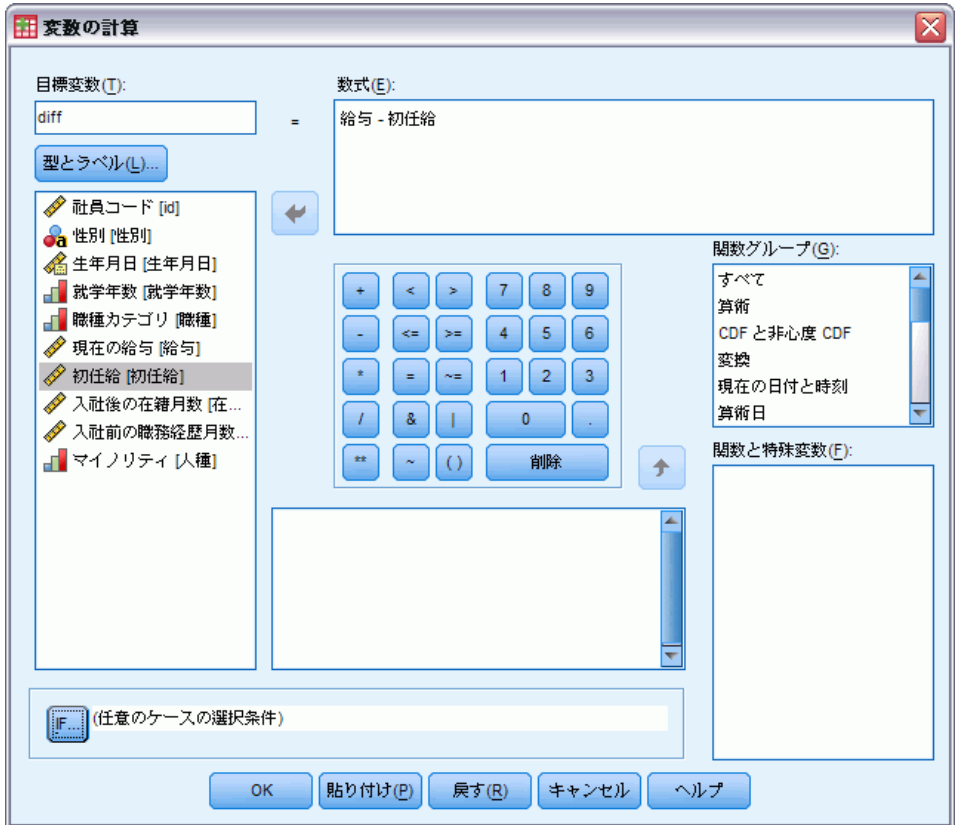 変数の計算
目標変数(T):
diff
=
数式(E):
給与 - 初任給
型とラベル(L)...
社員コード [id]
性別 [性別]
生年月日 [生年月日]
就学年数 [就学年数]
職種カテゴリ [職種]
現在の給与 [給与]
初任給 [初任給]
入社後の在籍月数 [在...
入社前の職務経歴月数...
マイノリティ [人種]
+ < > 7 8 9
- <= >= 4 5 6
* = ~= 1 2 3
/ & | 0 .
** ~ ( ) 削除
関数グループ(G):
すべて
算術
CDF と非心度 CDF
変換
現在の日付と時刻
算術日
関数と特殊変数(F):
IF... (任意のケースの選択条件)
OK 貼り付け(P) 戻す(R) キャンセル ヘルプ